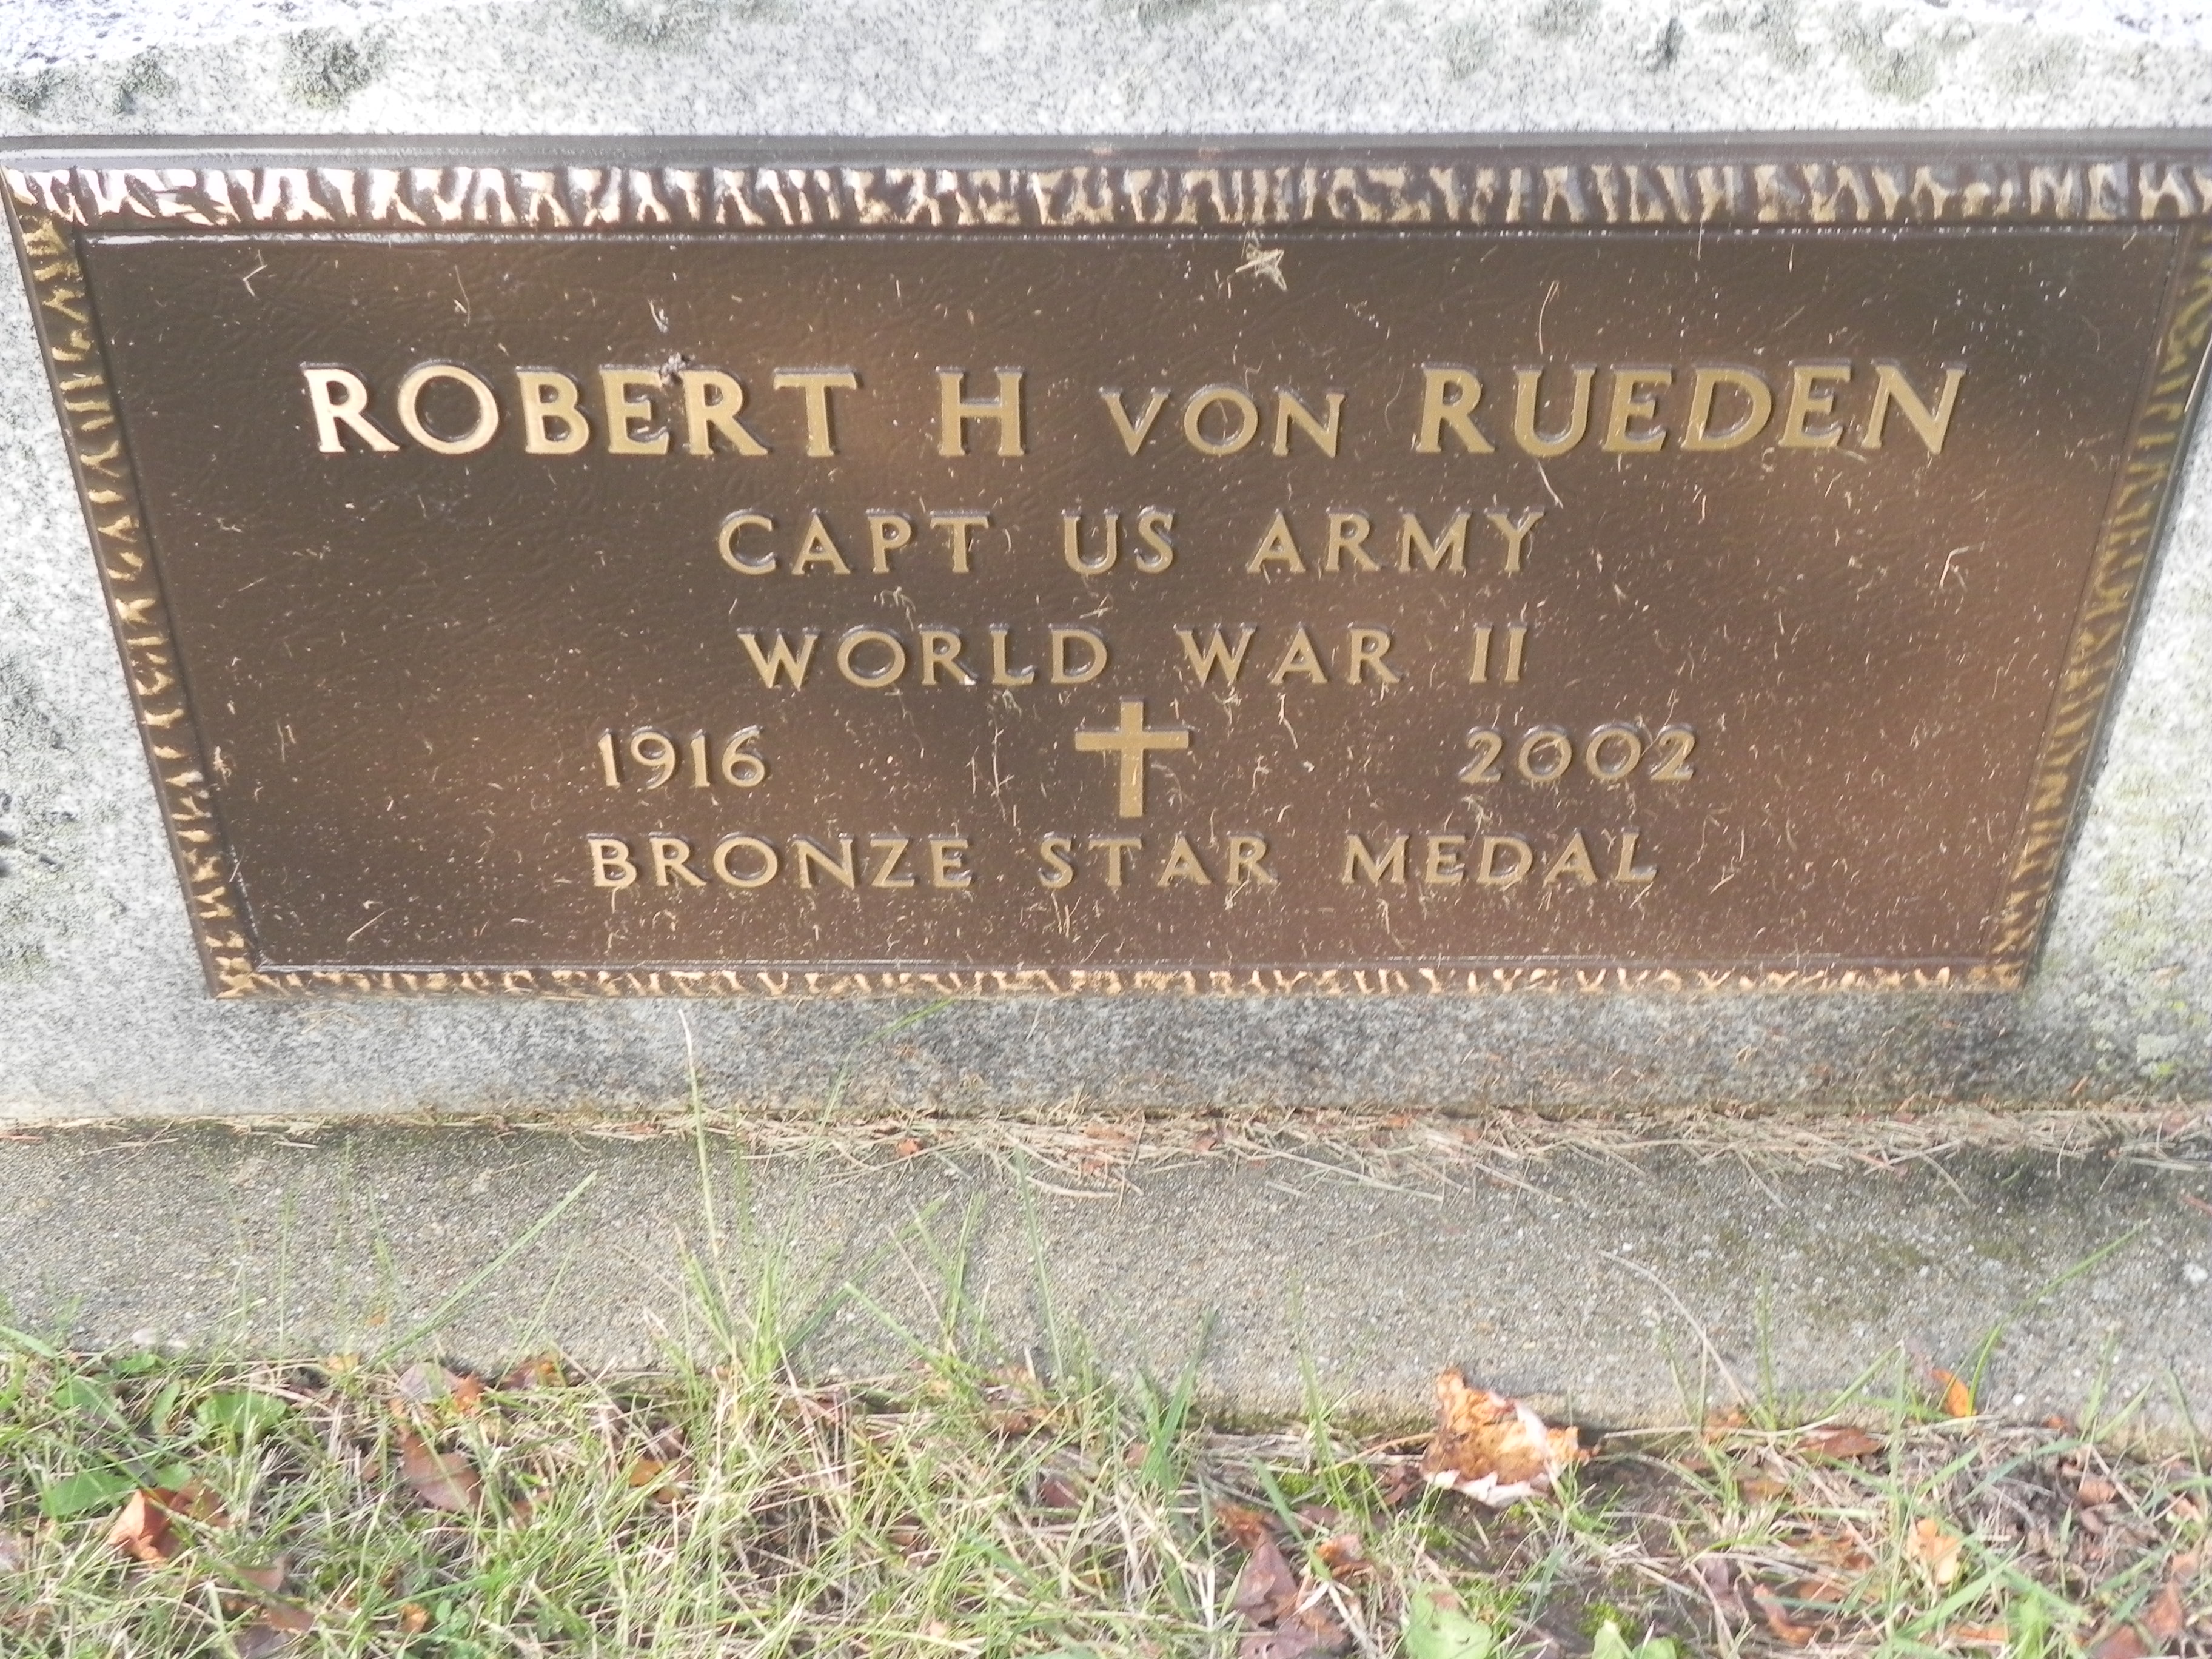 ROBERT H VON RUEDEN
CAPT US ARMY
WORLD WAR II
1916 2002
BRONZE STAR MEDAL